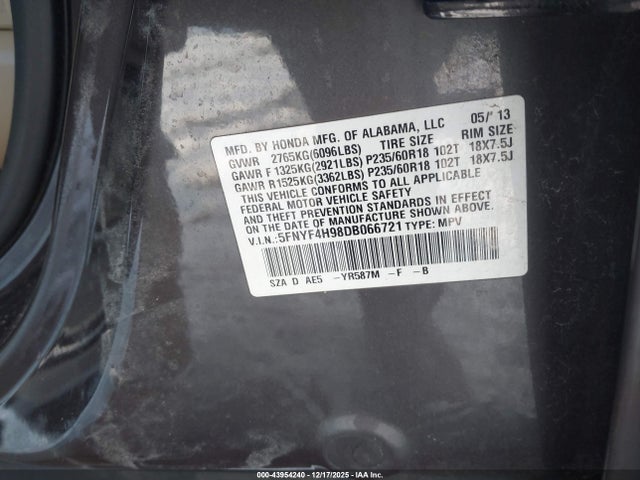 MFD. BY HONDA MFG. OF ALABAMA, LLC 05/'13
GVWR 2765KG(6096LBS) TIRE SIZE RIM SIZE
GAWR F 1325KG(2921LBS) P235/60R18 102T 18X7.5J
GAWR R1525KG(3362LBS) P235/60R18 102T 18X7.5J
THIS VEHICLE CONFORMS TO ALL APPLICABLE
FEDERAL MOTOR VEHICLE SAFETY
AND THEFT PREVENTION STANDARDS IN EFFECT
ON THE DATE OF MANUFACTURE SHOWN ABOVE.
V.I.N.:5FNYF4H98DB066721 TYPE: MPV
SZA D AE5 -YR587M -F -B
000-43954240 - 12/17/2025 - IAA Inc.